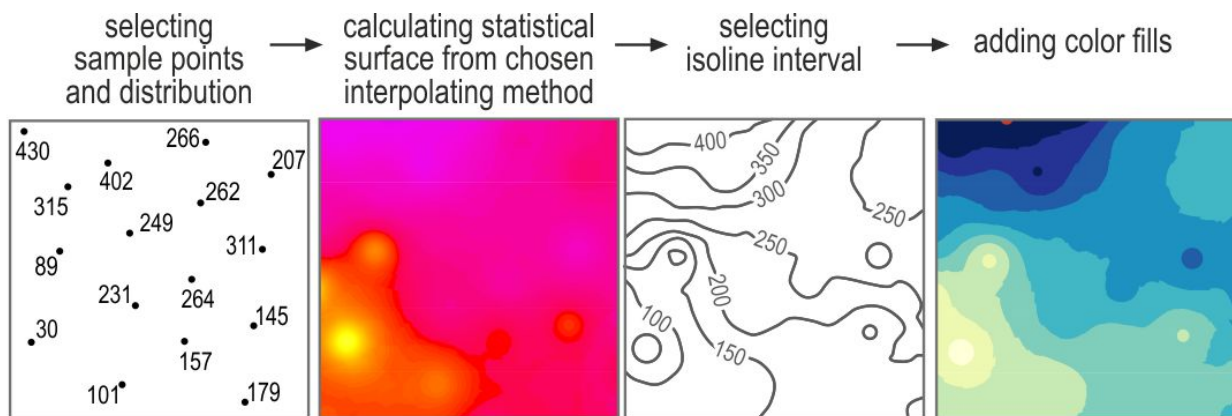 selecting
sample points
and distribution
calculating statistical
surface from chosen
interpolating method
selecting
isoline interval
adding color fills
430
266
402
207
315
262
249
89
311
231
264
30
145
157
101
179
400
350
300
250
250
200
100
150